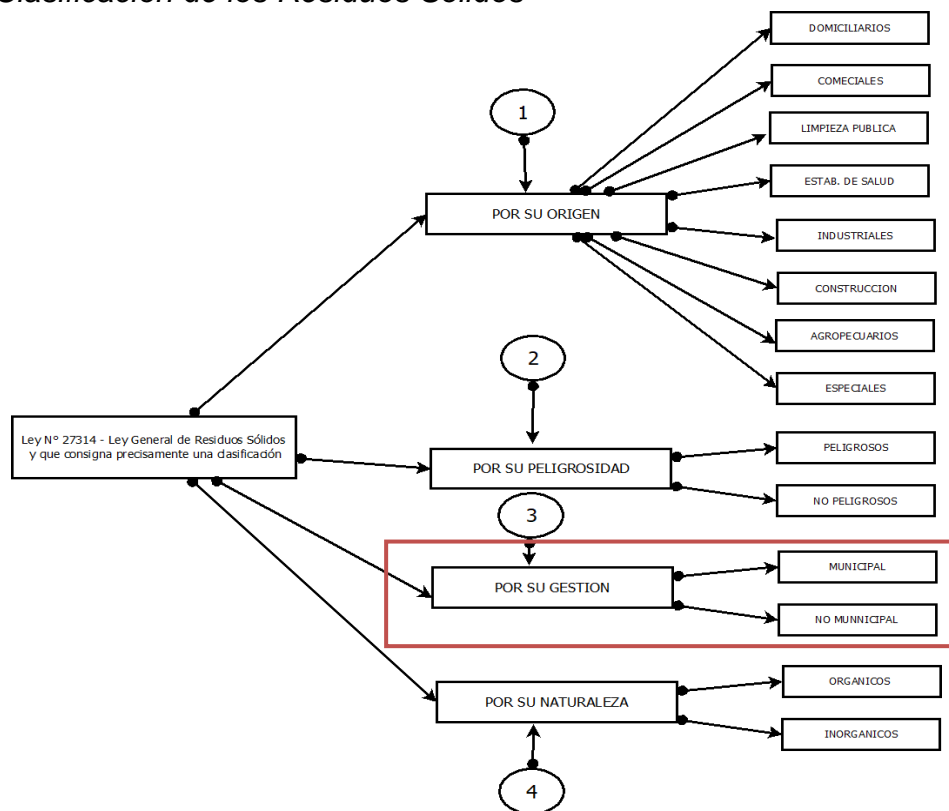 Clasificación de los Residuos Sólidos
DOMICILIARIOS
COMECIALES
1
LIMPIEZA PUBLICA
ESTAB. DE SALUD
POR SU ORIGEN
INDUSTRIALES
CONSTRUCCION
AGROPECUARIOS
2
ESPECIALES
Ley N° 27314 - Ley General de Residuos Sólidos
y que consigna precisamente una clasificación
PELIGROSOS
POR SU PELIGROSIDAD
NO PELIGROSOS
3
MUNICIPAL
POR SU GESTION
NO MUNNICIPAL
ORGANICOS
POR SU NATURALEZA
INORGANICOS
4